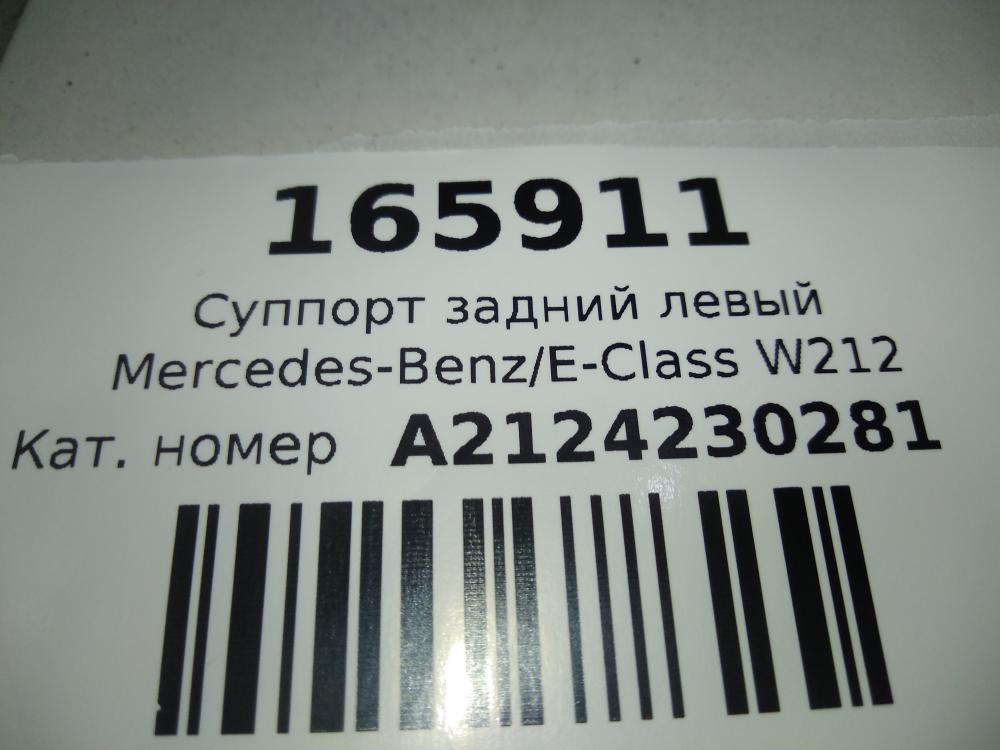 165911
Суппорт задний левый
Mercedes-Benz/E-Class W212
Кат. номер A2124230281